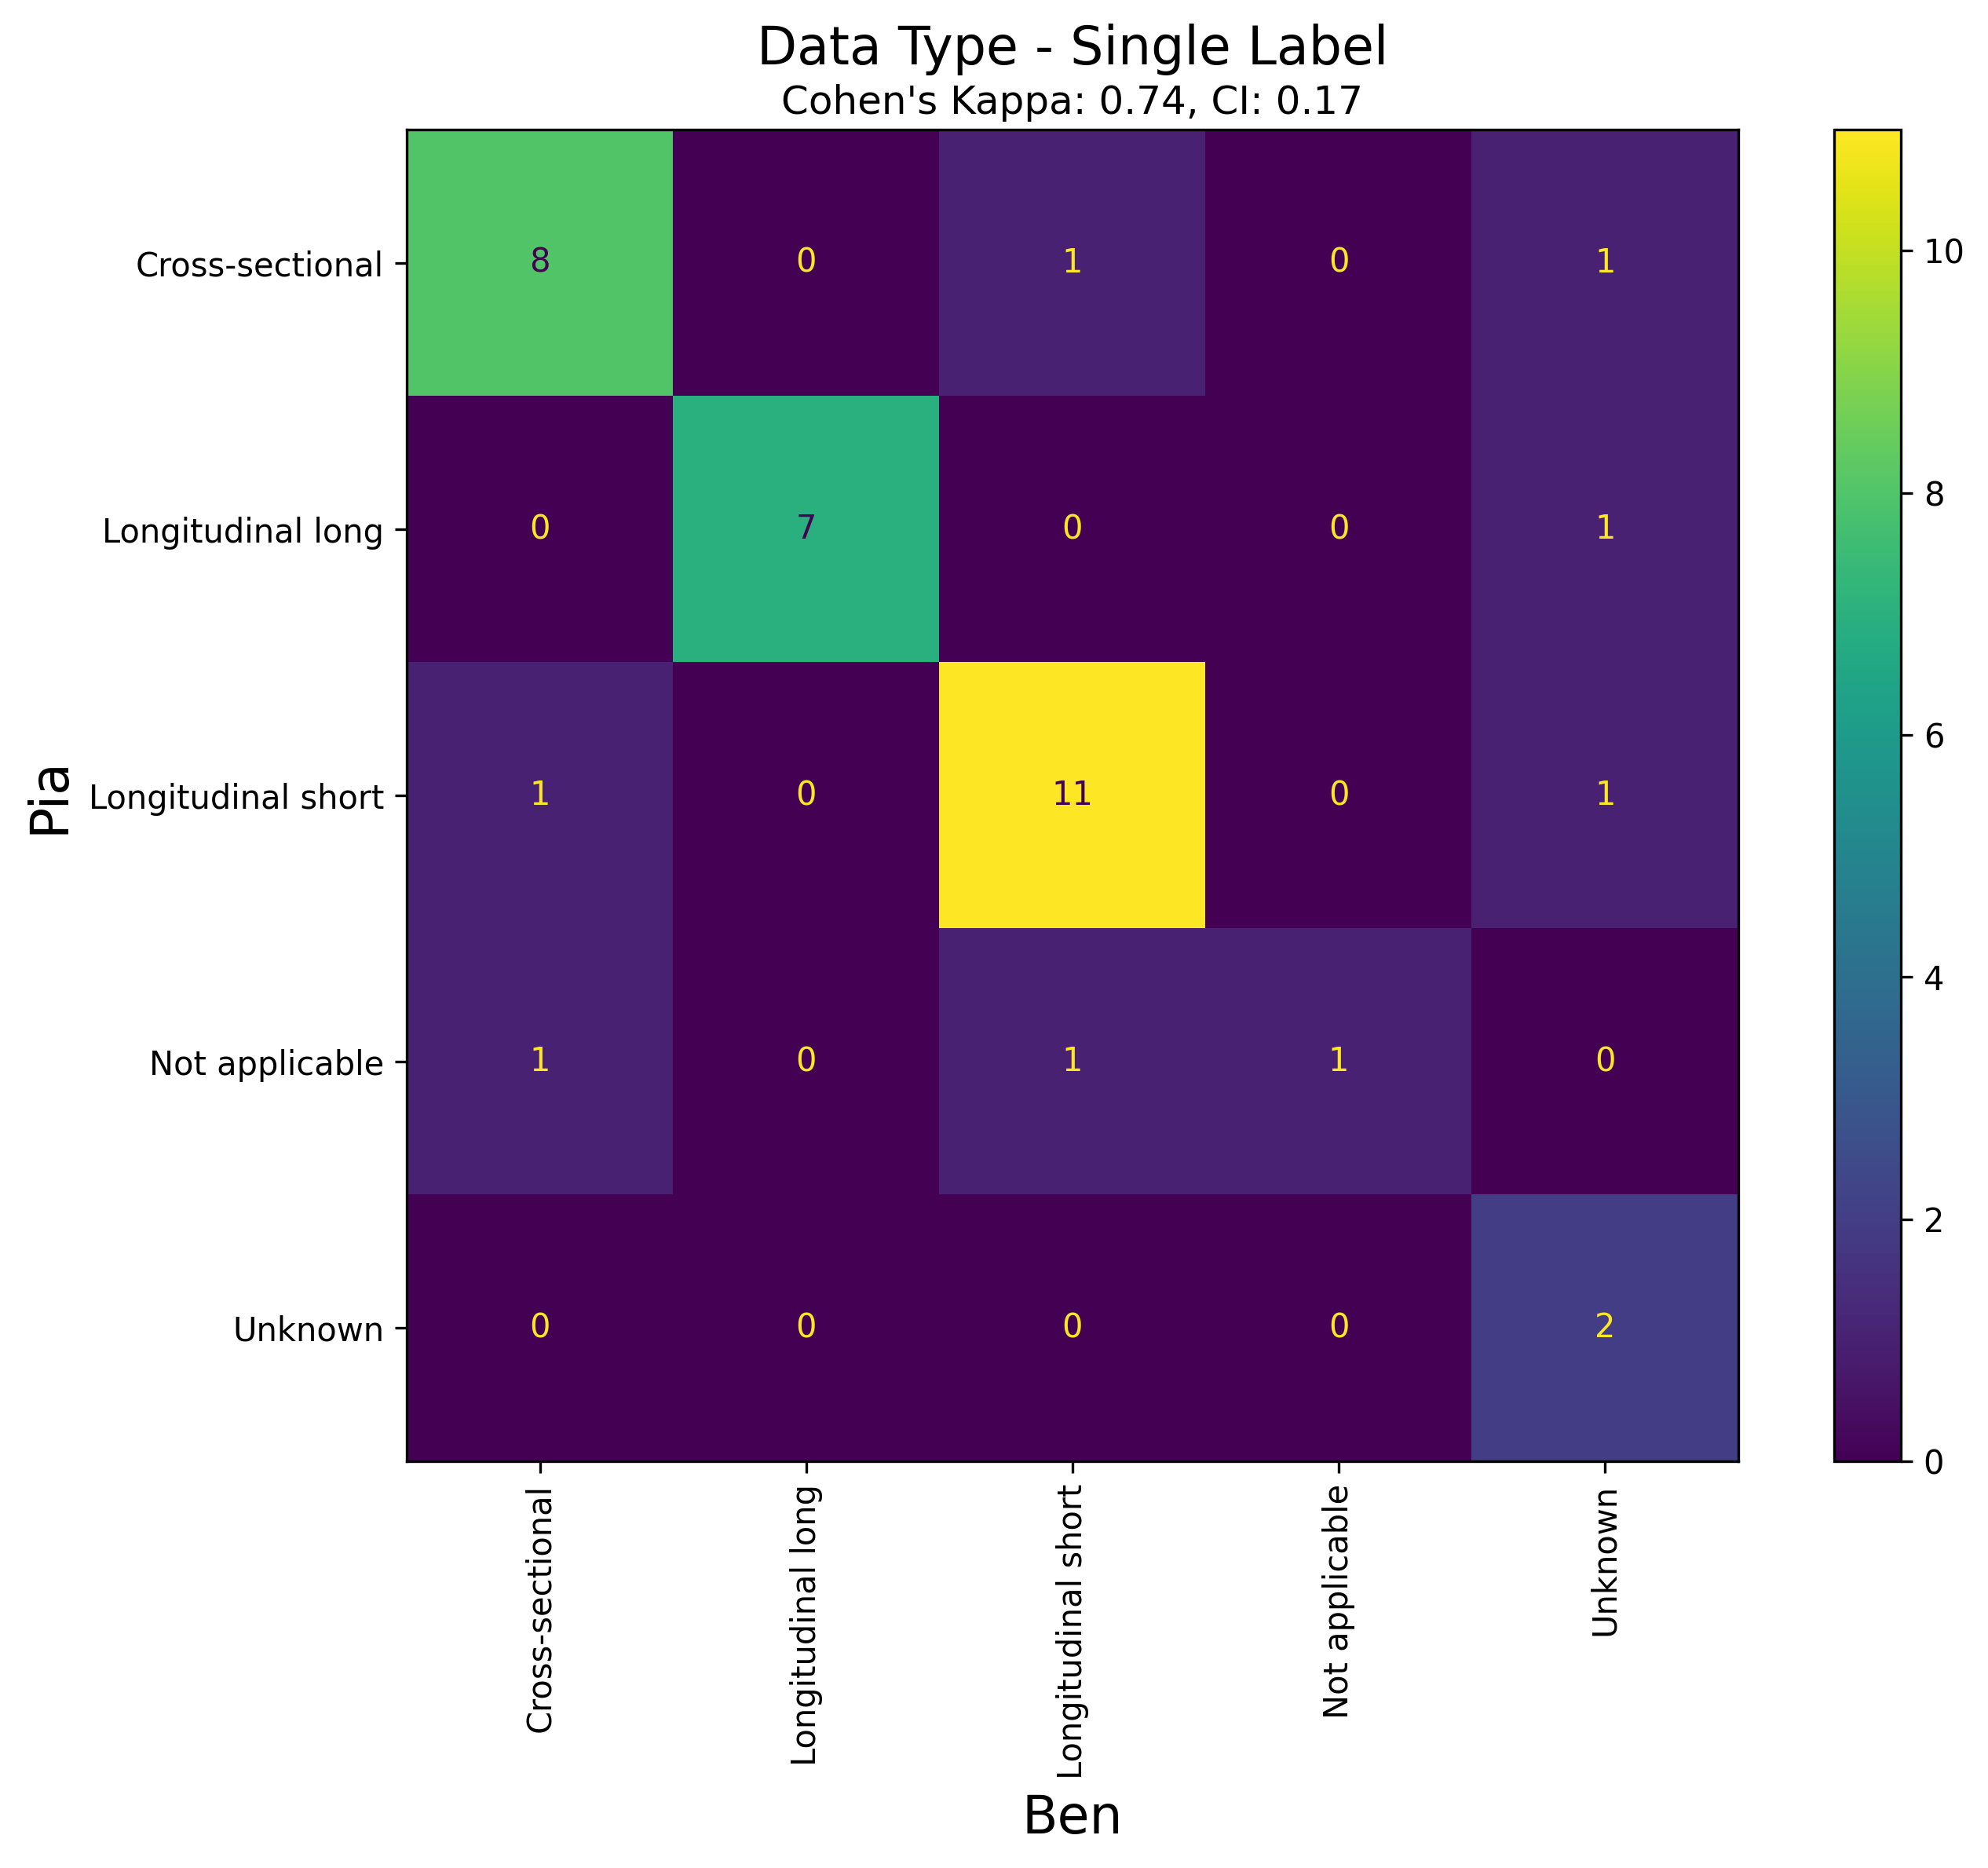 Data Type - Single Label
Cohen's Kappa: 0.74, CI: 0.17
Pia
Cross-sectional 8 0 1 0 1
Longitudinal long 0 7 0 0 1
Longitudinal short 1 0 11 0 1
Not applicable 1 0 1 1 0
Unknown 0 0 0 0 2
Cross-sectional
Longitudinal long
Longitudinal short
Not applicable
Unknown
Ben
10
8
6
4
2
0